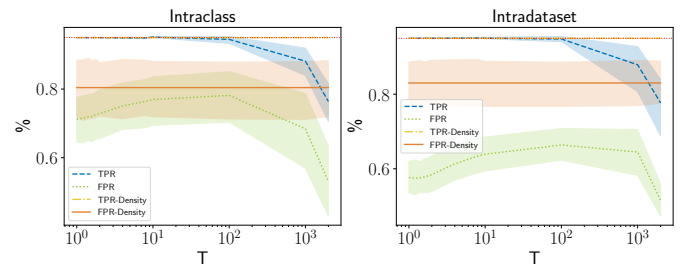 Intraclass
%
0.8
0.6
TPR
FPR
TPR-Density
FPR-Density
10^0
10^1
10^2
10^3
T
Intradataset
%
0.8
0.6
TPR
FPR
TPR-Density
FPR-Density
10^0
10^1
10^2
10^3
T